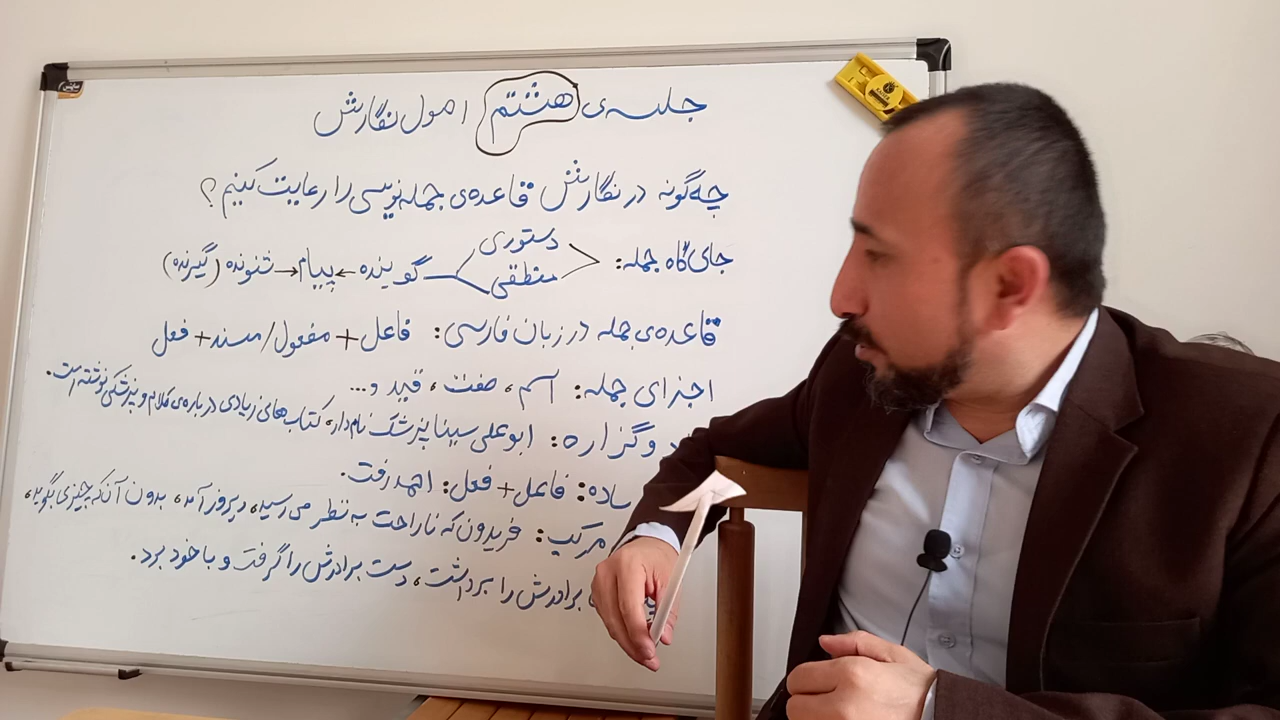 جلسه‌ی هشتم اصول نگارش
چه‌گونه در نگارش قاعده‌ی جمله‌نویسی را رعایت کنیم؟
جای‌گاه جمله: دستوری منطقی گوینده ← پیام → شنونده (گیرنده)
قاعده‌ی جمله در زبان فارسی: فاعل + مفعول/مسند + فعل
اجزای جمله: اسم، صفت، قید و...
و گزاره: ابوعلی سینا پزشک نام‌دار، کتاب‌های زیادی درباره‌ی کلام و پزشکی نوشته است.
ساده: فاعل + فعل: احمد رفت.
مرکب: فریدون که ناراحت به نظر می‌رسید، دیروز آمد، بدون آن‌که چیزی بگوید،
برادرش را برداشت، دست برادرش را گرفت و با خود برد.